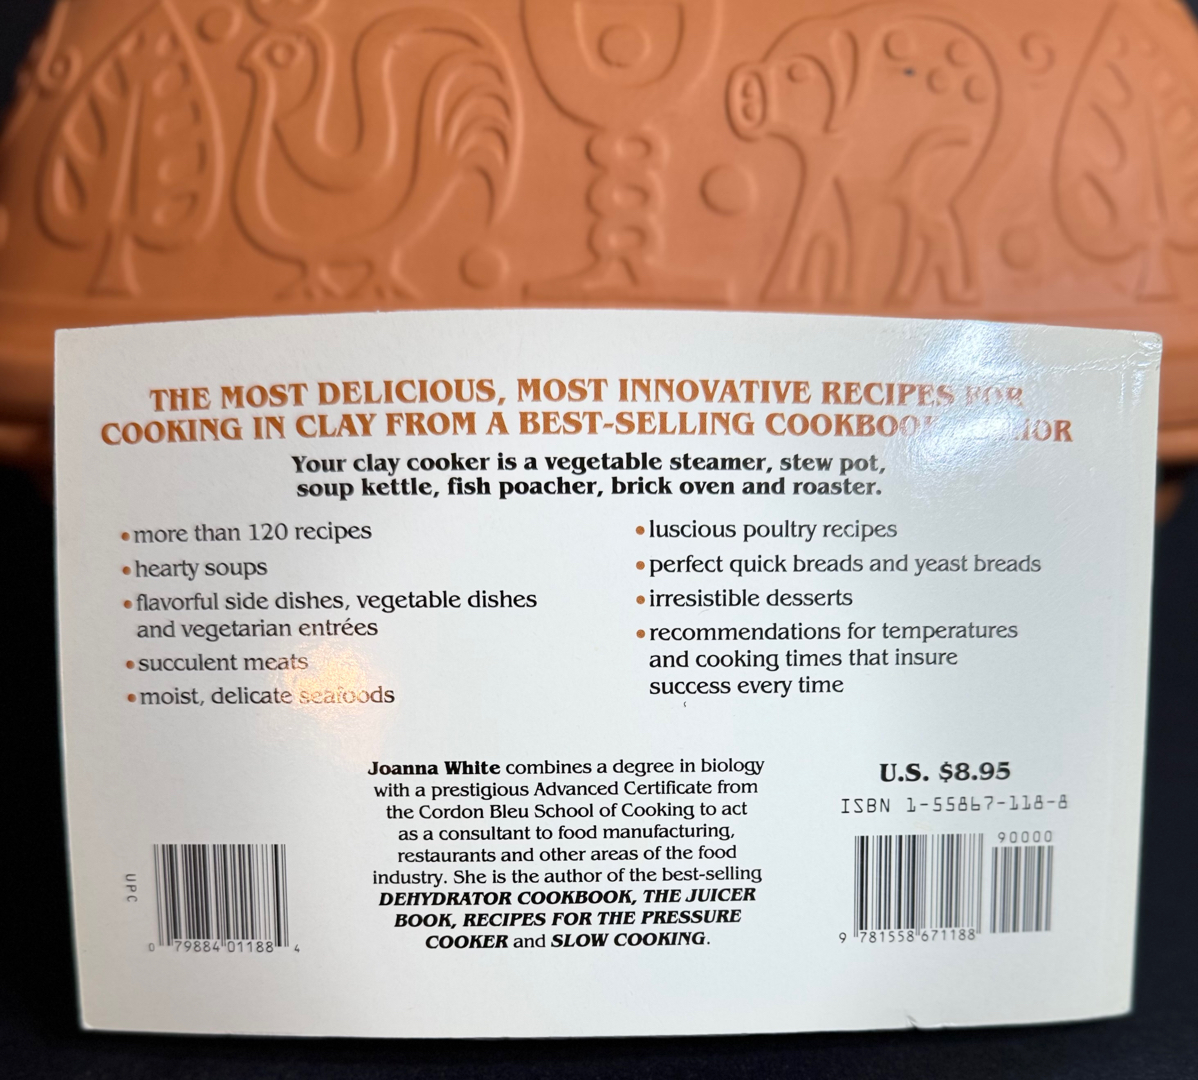 THE MOST DELICIOUS, MOST INNOVATIVE RECIPES FOR
COOKING IN CLAY FROM A BEST-SELLING
Your clay cooker is a vegetable steamer, stew pot,
soup kettle, fish poacher, brick oven and roaster.
• more than 120 recipes
• hearty soups
• flavorful side dishes, vegetable dishes
and vegetarian entrées
• succulent meats
• moist, delicate seafoods
• luscious poultry recipes
• perfect quick breads and yeast breads
• irresistible desserts
• recommendations for temperatures
and cooking times that insure
success every time
Joanna White combines a degree in biology
with a prestigious Advanced Certificate from
the Cordon Bleu School of Cooking to act
as a consultant to food manufacturing,
restaurants and other areas of the food
industry. She is the author of the best-selling
DEHYDRATOR COOKBOOK, THE JUICER
BOOK, RECIPES FOR THE PRESSURE
COOKER and SLOW COOKING.
U.S. $8.95
ISBN 1-55867-118-8
90000
9 781558 671188
UPC
0 79884 01188 4